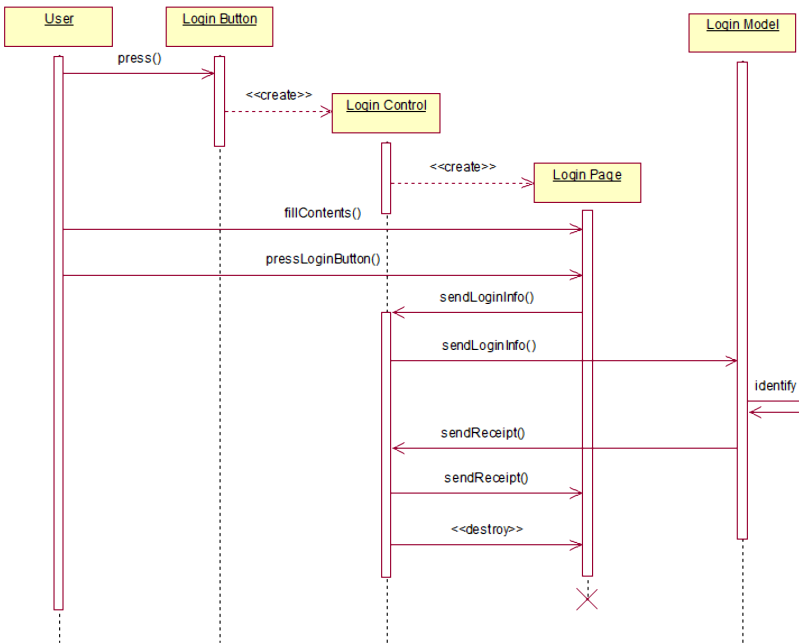 User
Login Button
Login Model
press()
<<create>>
Login Control
<<create>>
Login Page
fillContents()
pressLoginButton()
sendLoginInfo()
sendLoginInfo()
identify
sendReceipt()
sendReceipt()
<<destroy>>